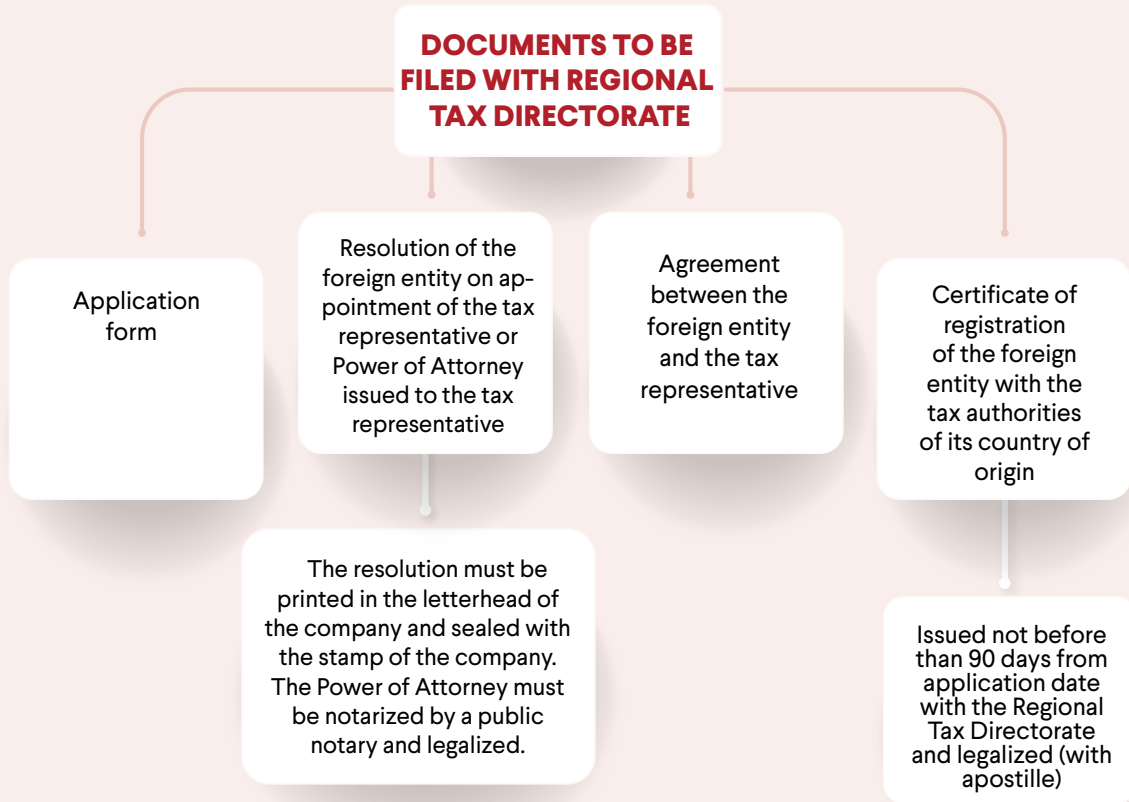 DOCUMENTS TO BE
FILED WITH REGIONAL
TAX DIRECTORATE
Application
form
Resolution of the
foreign entity on ap-
pointment of the tax
representative or
Power of Attorney
issued to the tax
representative
Agreement
between the
foreign entity
and the tax
representative
Certificate of
registration
of the foreign
entity with the
tax authorities
of its country of
origin
The resolution must be
printed in the letterhead of
the company and sealed with
the stamp of the company.
The Power of Attorney must
be notarized by a public
notary and legalized.
Issued not before
than 90 days from
application date
with the Regional
Tax Directorate
and legalized (with
apostille)